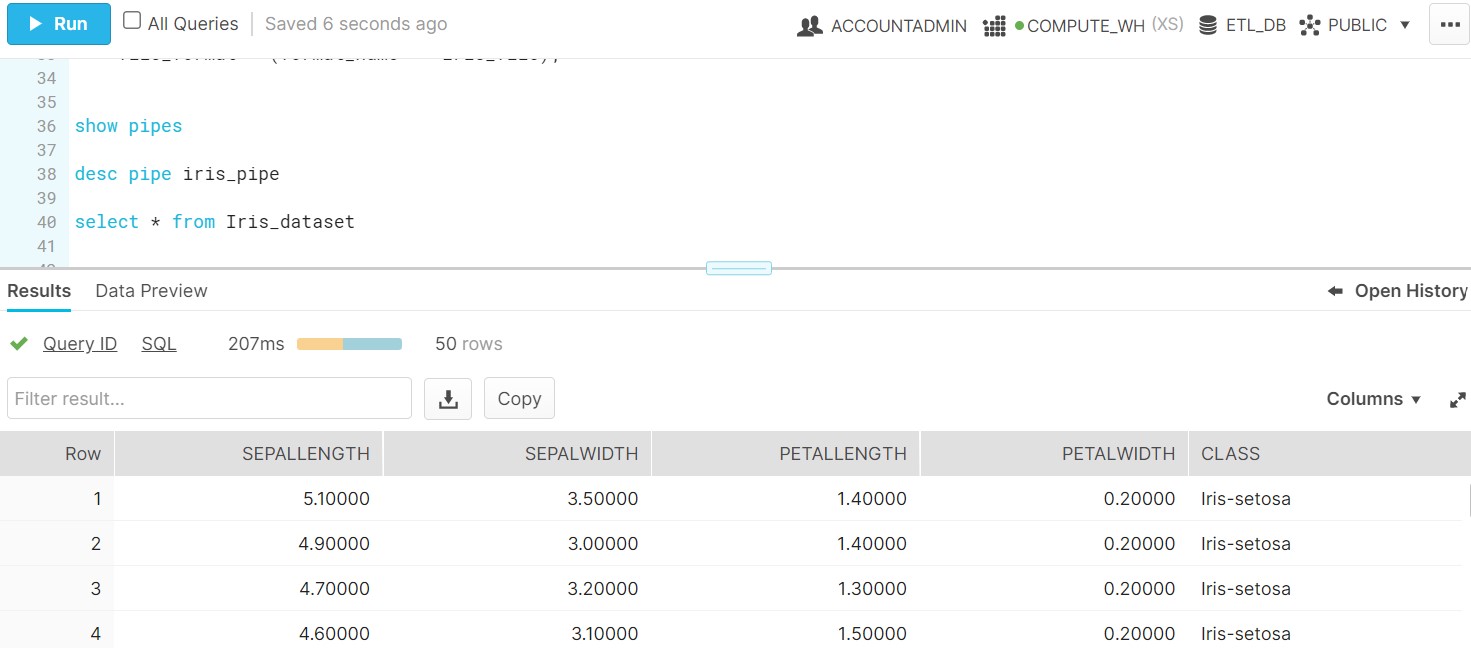 Run All Queries Saved 6 seconds ago ACCOUNTADMIN COMPUTE_WH (XS) ETL_DB PUBLIC
34
35
36 show pipes
37
38 desc pipe iris_pipe
39
40 select * from Iris_dataset
41
Results Data Preview Open History
Query ID SQL 207ms 50 rows
Filter result... Copy Columns
Row SEPALLENGTH SEPALWIDTH PETALLENGTH PETALWIDTH CLASS
1 5.10000 3.50000 1.40000 0.20000 Iris-setosa
2 4.90000 3.00000 1.40000 0.20000 Iris-setosa
3 4.70000 3.20000 1.30000 0.20000 Iris-setosa
4 4.60000 3.10000 1.50000 0.20000 Iris-setosa